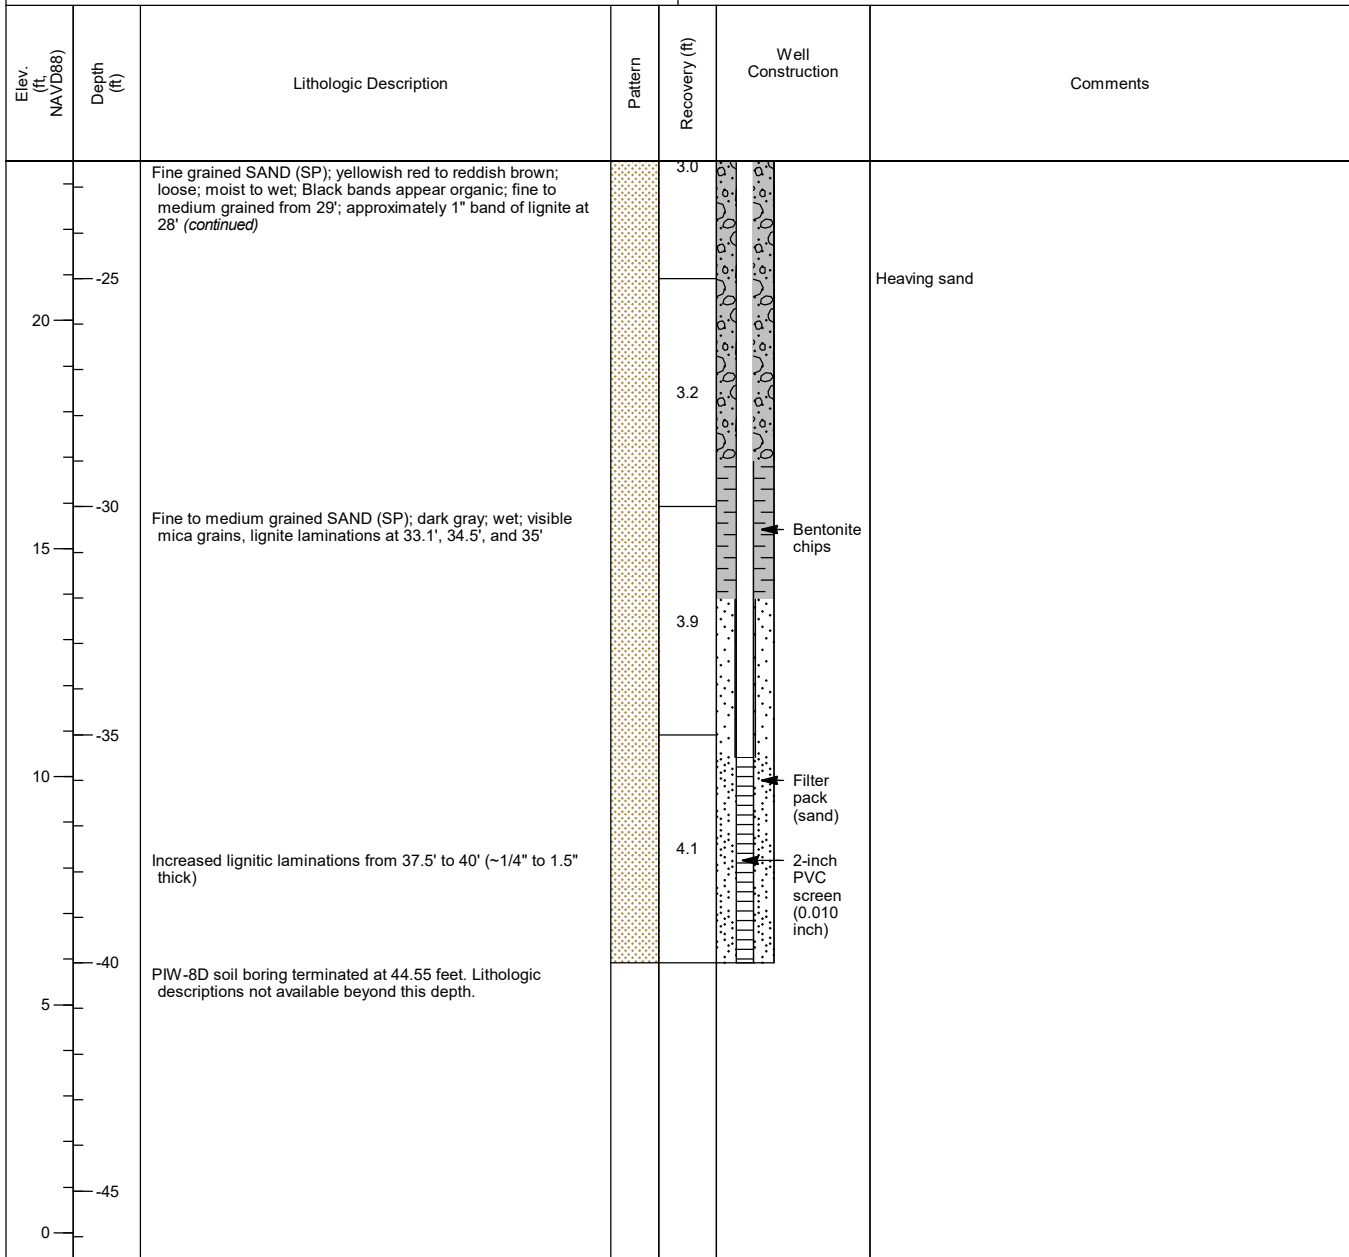 Elev.
(ft,
NAVD88)
Depth
(ft)
Lithologic Description
Pattern
Recovery (ft)
Well
Construction
Comments
Fine grained SAND (SP); yellowish red to reddish brown;
loose; moist to wet; Black bands appear organic; fine to
medium grained from 29'; approximately 1" band of lignite at
28' (continued)
3.0
-25
Heaving sand
20
3.2
-30
Fine to medium grained SAND (SP); dark gray; wet; visible
mica grains, lignite laminations at 33.1', 34.5', and 35'
15
Bentonite
chips
3.9
-35
10
Filter
pack
(sand)
4.1
Increased lignitic laminations from 37.5' to 40' (~1/4" to 1.5"
thick)
2-inch
PVC
screen
(0.010
inch)
-40
PIW-8D soil boring terminated at 44.55 feet. Lithologic
descriptions not available beyond this depth.
5
-45
0